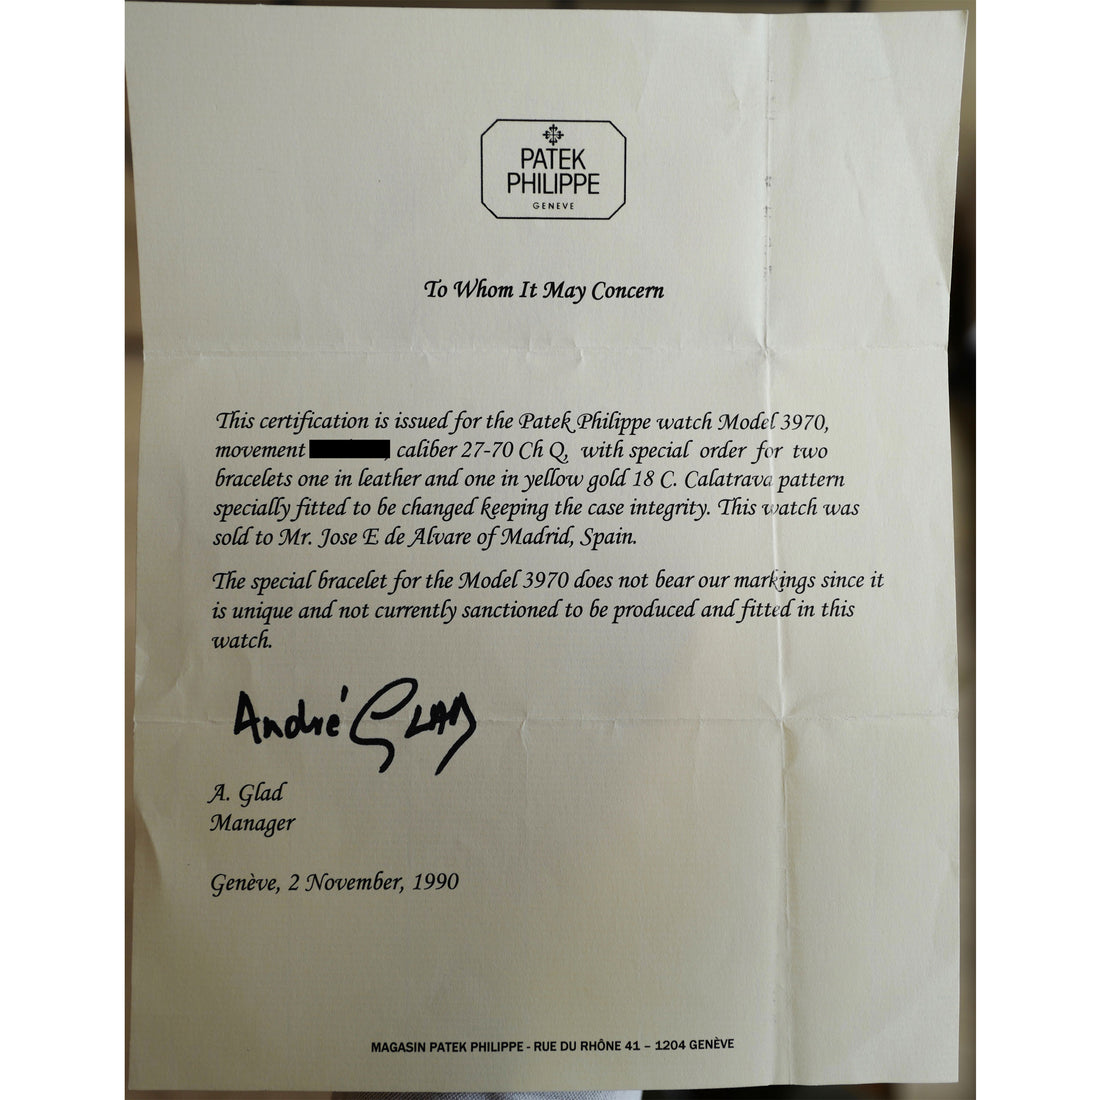 PATEK
PHILIPPE
GENEVE
To Whom It May Concern
This certification is issued for the Patek Philippe watch Model 3970,
movement , caliber 27-70 Ch Q, with special order for two
bracelets one in leather and one in yellow gold 18 C. Calatrava pattern
specially fitted to be changed keeping the case integrity. This watch was
sold to Mr. Jose E de Alvare of Madrid, Spain.
The special bracelet for the Model 3970 does not bear our markings since it
is unique and not currently sanctioned to be produced and fitted in this
watch.
André GLAD
A. Glad
Manager
Genève, 2 November, 1990
MAGASIN PATEK PHILIPPE - RUE DU RHÔNE 41 – 1204 GENÈVE